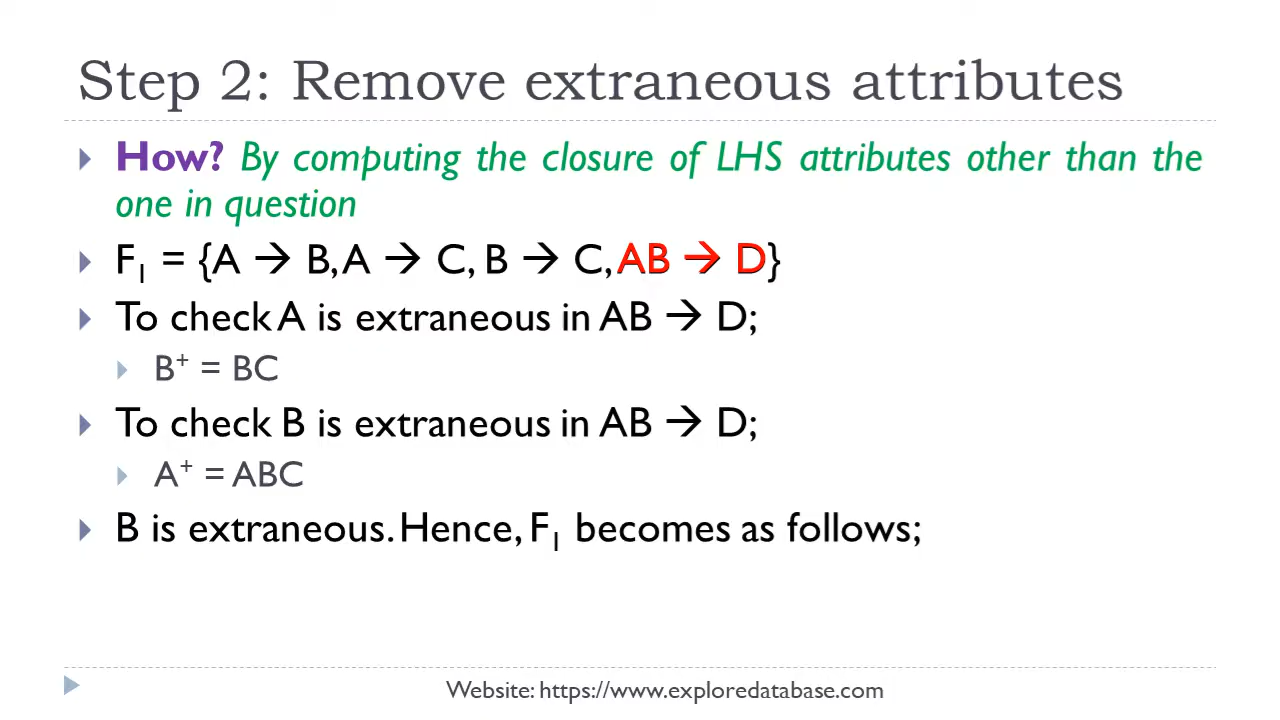 Step 2: Remove extraneous attributes
How? By computing the closure of LHS attributes other than the
one in question
F₁ = {A → B, A → C, B → C, AB → D}
To check A is extraneous in AB → D;
B⁺ = BC
To check B is extraneous in AB → D;
A⁺ = ABC
B is extraneous. Hence, F₁ becomes as follows;
Website: https://www.exploredatabase.com